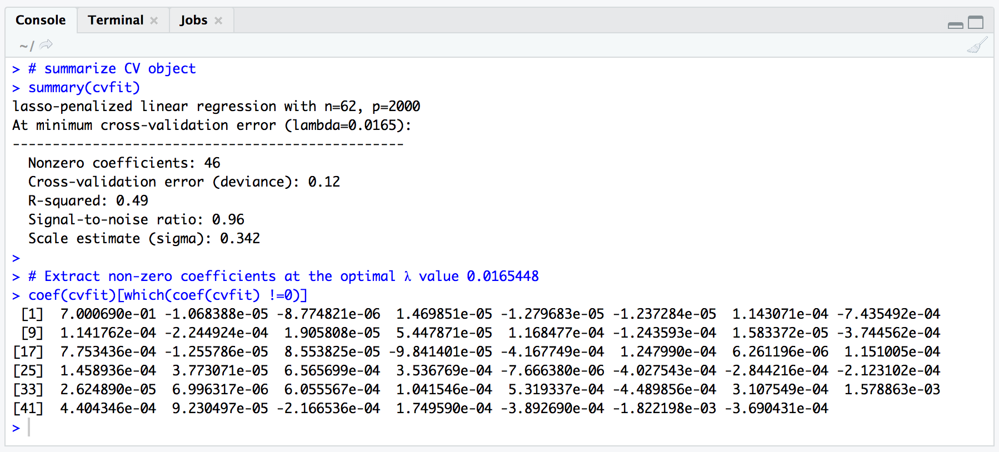 Console Terminal Jobs
~/
> # summarize CV object
> summary(cvfit)
lasso-penalized linear regression with n=62, p=2000
At minimum cross-validation error (lambda=0.0165):
-------------------------------------------------
  Nonzero coefficients: 46
  Cross-validation error (deviance): 0.12
  R-squared: 0.49
  Signal-to-noise ratio: 0.96
  Scale estimate (sigma): 0.342
>
> # Extract non-zero coefficients at the optimal λ value 0.0165448
> coef(cvfit)[which(coef(cvfit) !=0)]
 [1]  7.000690e-01 -1.068388e-05 -8.774821e-06  1.469851e-05 -1.279683e-05 -1.237284e-05  1.143071e-04 -7.435492e-04
 [9]  1.141762e-04 -2.244924e-04  1.905808e-05  5.447871e-05  1.168477e-04 -1.243593e-04  1.583372e-05 -3.744562e-04
[17]  7.753436e-04 -1.255786e-05  8.553825e-05 -9.841401e-05 -4.167749e-04  1.247990e-04  6.261196e-06  1.151005e-04
[25]  1.458936e-04  3.773071e-05  6.565699e-04  3.536769e-04 -7.666380e-06 -4.027543e-04 -2.844216e-04 -2.123102e-04
[33]  2.624890e-05  6.996317e-06  6.055567e-04  1.041546e-04  5.319337e-04 -4.489856e-04  3.107549e-04  1.578863e-03
[41]  4.404346e-04  9.230497e-05 -2.166536e-04  1.749590e-04 -3.892690e-04 -1.822198e-03 -3.690431e-04
>